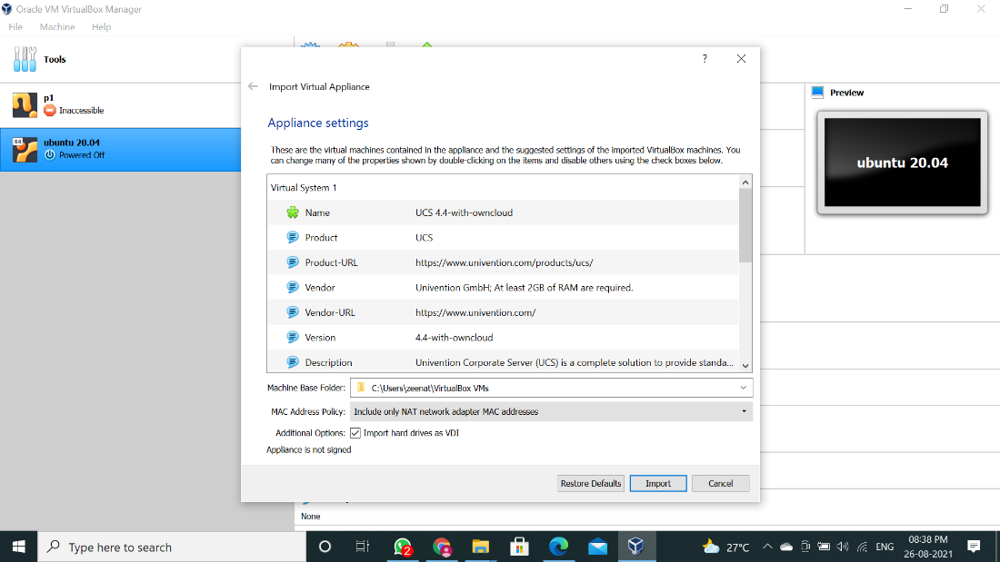 Oracle VM VirtualBox Manager
File Machine Help
Tools
p1
Inaccessible
64
ubuntu 20.04
Powered Off
?
Import Virtual Appliance
Appliance settings
These are the virtual machines contained in the appliance and the suggested settings of the imported VirtualBox machines. You
can change many of the properties shown by double-clicking on the items and disable others using the check boxes below.
Virtual System 1
Name UCS 4.4-with-owncloud
Product UCS
Product-URL https://www.univention.com/products/ucs/
Vendor Univention GmbH; At least 2GB of RAM are required.
Vendor-URL https://www.univention.com/
Version 4.4-with-owncloud
Description Univention Corporate Server (UCS) is a complete solution to provide standa...
Machine Base Folder: C:\Users\zeenat\VirtualBox VMs
MAC Address Policy: Include only NAT network adapter MAC addresses
Additional Options: Import hard drives as VDI
Appliance is not signed
Restore Defaults Import Cancel
Preview
ubuntu 20.04
None
Type here to search
2
27°C
ENG
08:38 PM
26-08-2021